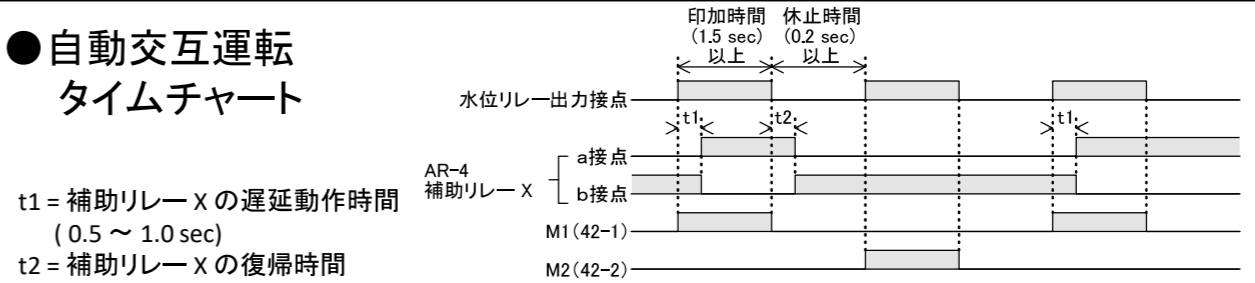 ●自動交互運転
タイムチャート
t1 = 補助リレー X の遅延動作時間
( 0.5 ～ 1.0 sec)
t2 = 補助リレー X の復帰時間
印加時間
(1.5 sec)
以上
休止時間
(0.2 sec)
以上
水位リレー出力接点
t1
t2
t1
AR-4
補助リレー X
a接点
b接点
M1(42-1)
M2(42-2)